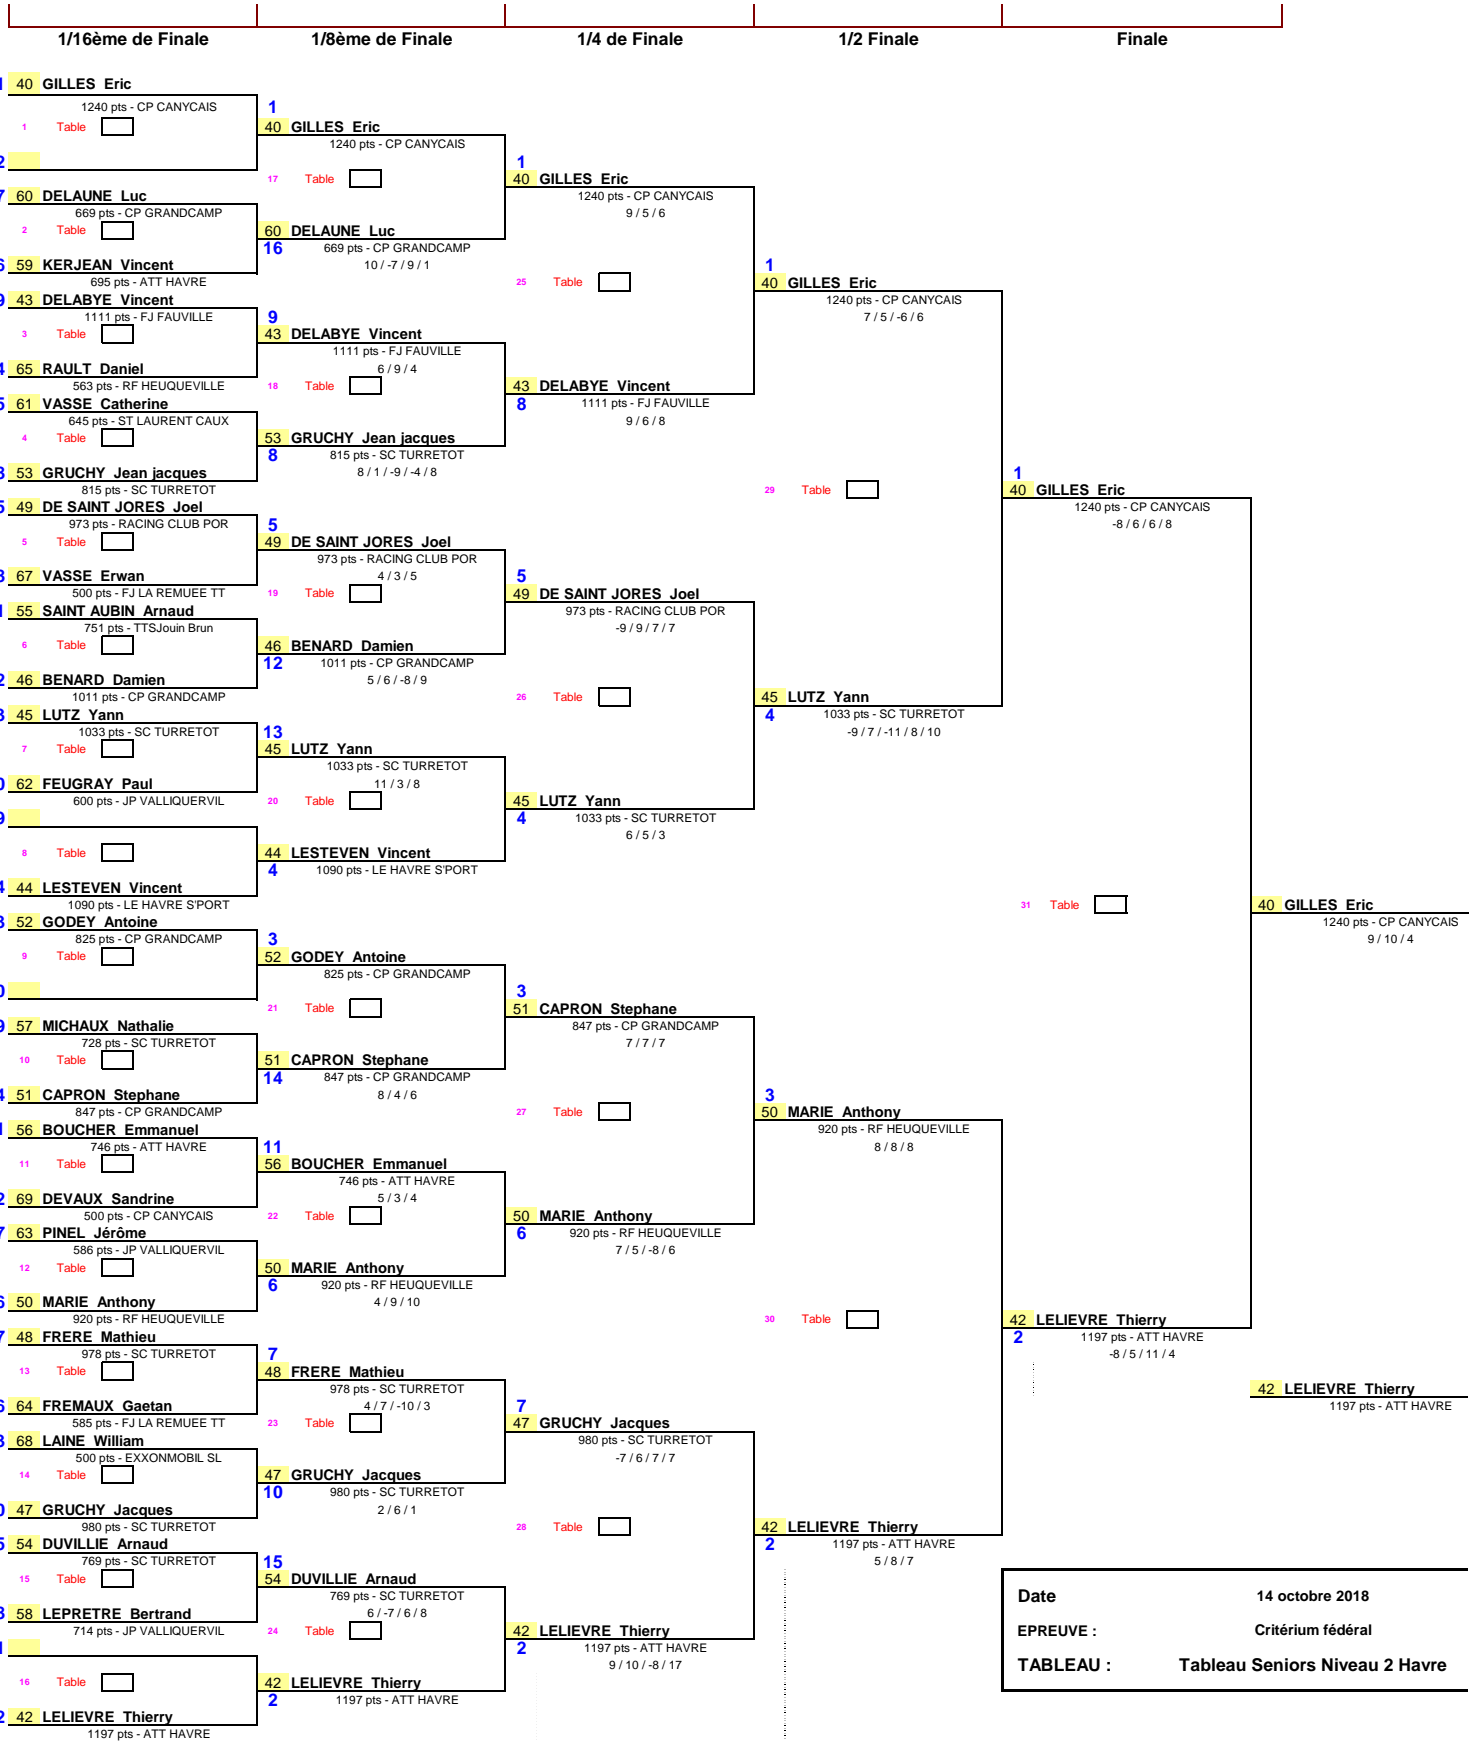 1/16ème de Finale
1/8ème de Finale
1/4 de Finale
1/2 Finale
Finale
40 GILLES Eric
1240 pts - CP CANYCAIS
1 Table
2
60 DELAUNE Luc
669 pts - CP GRANDCAMP
2 Table
59 KERJEAN Vincent
695 pts - ATT HAVRE
43 DELABYE Vincent
1111 pts - FJ FAUVILLE
3 Table
65 RAULT Daniel
563 pts - RF HEUQUEVILLE
61 VASSE Catherine
645 pts - ST LAURENT CAUX
4 Table
53 GRUCHY Jean jacques
815 pts - SC TURRETOT
49 DE SAINT JORES Joel
973 pts - RACING CLUB POR
5 Table
67 VASSE Erwan
500 pts - FJ LA REMUEE TT
55 SAINT AUBIN Arnaud
751 pts - TTSJouin Brun
6 Table
46 BENARD Damien
1011 pts - CP GRANDCAMP
45 LUTZ Yann
1033 pts - SC TURRETOT
7 Table
62 FEUGRAY Paul
600 pts - JP VALLIQUERVIL
8 Table
44 LESTEVEN Vincent
1090 pts - LE HAVRE S'PORT
52 GODEY Antoine
825 pts - CP GRANDCAMP
9 Table
57 MICHAUX Nathalie
728 pts - SC TURRETOT
10 Table
51 CAPRON Stephane
847 pts - CP GRANDCAMP
56 BOUCHER Emmanuel
746 pts - ATT HAVRE
11 Table
69 DEVAUX Sandrine
500 pts - CP CANYCAIS
63 PINEL Jérôme
586 pts - JP VALLIQUERVIL
12 Table
50 MARIE Anthony
920 pts - RF HEUQUEVILLE
48 FRERE Mathieu
978 pts - SC TURRETOT
13 Table
64 FREMAUX Gaetan
585 pts - FJ LA REMUEE TT
68 LAINE William
500 pts - EXXONMOBIL SL
14 Table
47 GRUCHY Jacques
980 pts - SC TURRETOT
54 DUVILLIE Arnaud
769 pts - SC TURRETOT
15 Table
58 LEPRETRE Bertrand
714 pts - JP VALLIQUERVIL
16 Table
42 LELIEVRE Thierry
1197 pts - ATT HAVRE
1
40 GILLES Eric
1240 pts - CP CANYCAIS
17 Table
60 DELAUNE Luc
16 669 pts - CP GRANDCAMP
10 / -7 / 9 / 1
9
43 DELABYE Vincent
1111 pts - FJ FAUVILLE
6 / 9 / 4
18 Table
53 GRUCHY Jean jacques
8 815 pts - SC TURRETOT
8 / 1 / -9 / -4 / 8
5
49 DE SAINT JORES Joel
973 pts - RACING CLUB POR
4 / 3 / 5
19 Table
46 BENARD Damien
12 1011 pts - CP GRANDCAMP
5 / 6 / -8 / 9
13
45 LUTZ Yann
1033 pts - SC TURRETOT
11 / 3 / 8
20 Table
44 LESTEVEN Vincent
4 1090 pts - LE HAVRE S'PORT
3
52 GODEY Antoine
825 pts - CP GRANDCAMP
21 Table
51 CAPRON Stephane
14 847 pts - CP GRANDCAMP
8 / 4 / 6
11
56 BOUCHER Emmanuel
746 pts - ATT HAVRE
5 / 3 / 4
22 Table
50 MARIE Anthony
6 920 pts - RF HEUQUEVILLE
4 / 9 / 10
7
48 FRERE Mathieu
978 pts - SC TURRETOT
4 / 7 / -10 / 3
23 Table
47 GRUCHY Jacques
10 980 pts - SC TURRETOT
2 / 6 / 1
15
54 DUVILLIE Arnaud
769 pts - SC TURRETOT
6 / -7 / 6 / 8
24 Table
42 LELIEVRE Thierry
2 1197 pts - ATT HAVRE
1
40 GILLES Eric
1240 pts - CP CANYCAIS
9 / 5 / 6
25 Table
43 DELABYE Vincent
8 1111 pts - FJ FAUVILLE
9 / 6 / 8
5
49 DE SAINT JORES Joel
973 pts - RACING CLUB POR
-9 / 9 / 7 / 7
26 Table
45 LUTZ Yann
4 1033 pts - SC TURRETOT
6 / 5 / 3
3
51 CAPRON Stephane
847 pts - CP GRANDCAMP
7 / 7 / 7
27 Table
50 MARIE Anthony
6 920 pts - RF HEUQUEVILLE
7 / 5 / -8 / 6
7
47 GRUCHY Jacques
980 pts - SC TURRETOT
-7 / 6 / 7 / 7
28 Table
42 LELIEVRE Thierry
2 1197 pts - ATT HAVRE
9 / 10 / -8 / 17
1
40 GILLES Eric
1240 pts - CP CANYCAIS
7 / 5 / -6 / 6
29 Table
45 LUTZ Yann
4 1033 pts - SC TURRETOT
-9 / 7 / -11 / 8 / 10
3
50 MARIE Anthony
920 pts - RF HEUQUEVILLE
8 / 8 / 8
30 Table
42 LELIEVRE Thierry
2 1197 pts - ATT HAVRE
5 / 8 / 7
1
40 GILLES Eric
1240 pts - CP CANYCAIS
-8 / 6 / 6 / 8
31 Table
42 LELIEVRE Thierry
2 1197 pts - ATT HAVRE
-8 / 5 / 11 / 4
40 GILLES Eric
1240 pts - CP CANYCAIS
9 / 10 / 4
42 LELIEVRE Thierry
1197 pts - ATT HAVRE
Date 14 octobre 2018
EPREUVE : Critérium fédéral
TABLEAU : Tableau Seniors Niveau 2 Havre